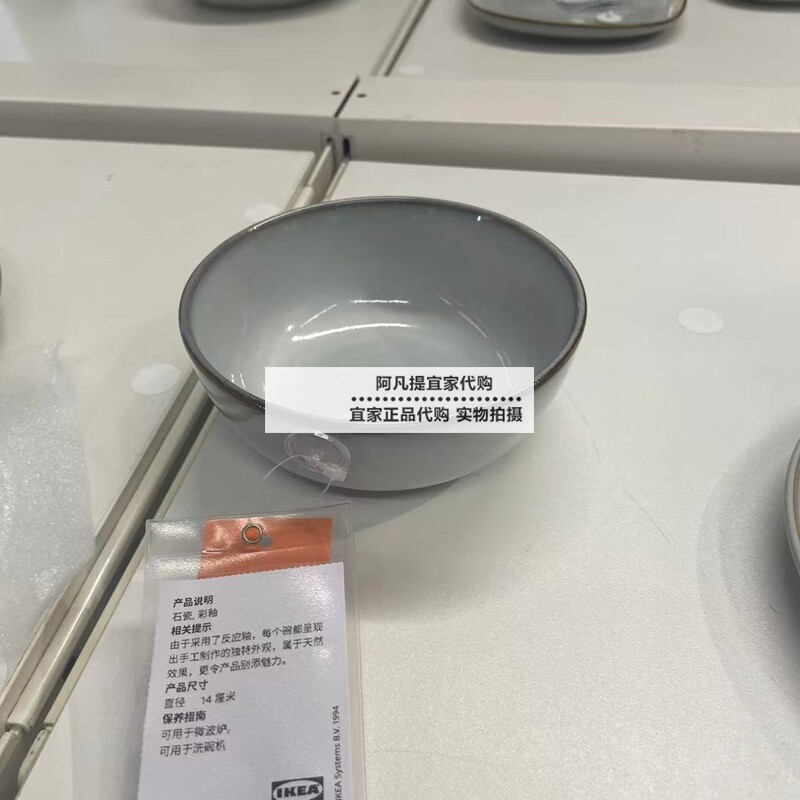 阿凡提宜家代购
宜家正品代购 实物拍摄
产品说明
石瓷, 彩釉
相关提示
由于采用了反应釉，每个碗都呈现
出手工制作的独特外观，属于天然
效果，更令产品别添魅力。
产品尺寸
直径 14 厘米
保养指南
可用于微波炉。
可用于洗碗机
IKEA
IKEA Systems B.V. 1994